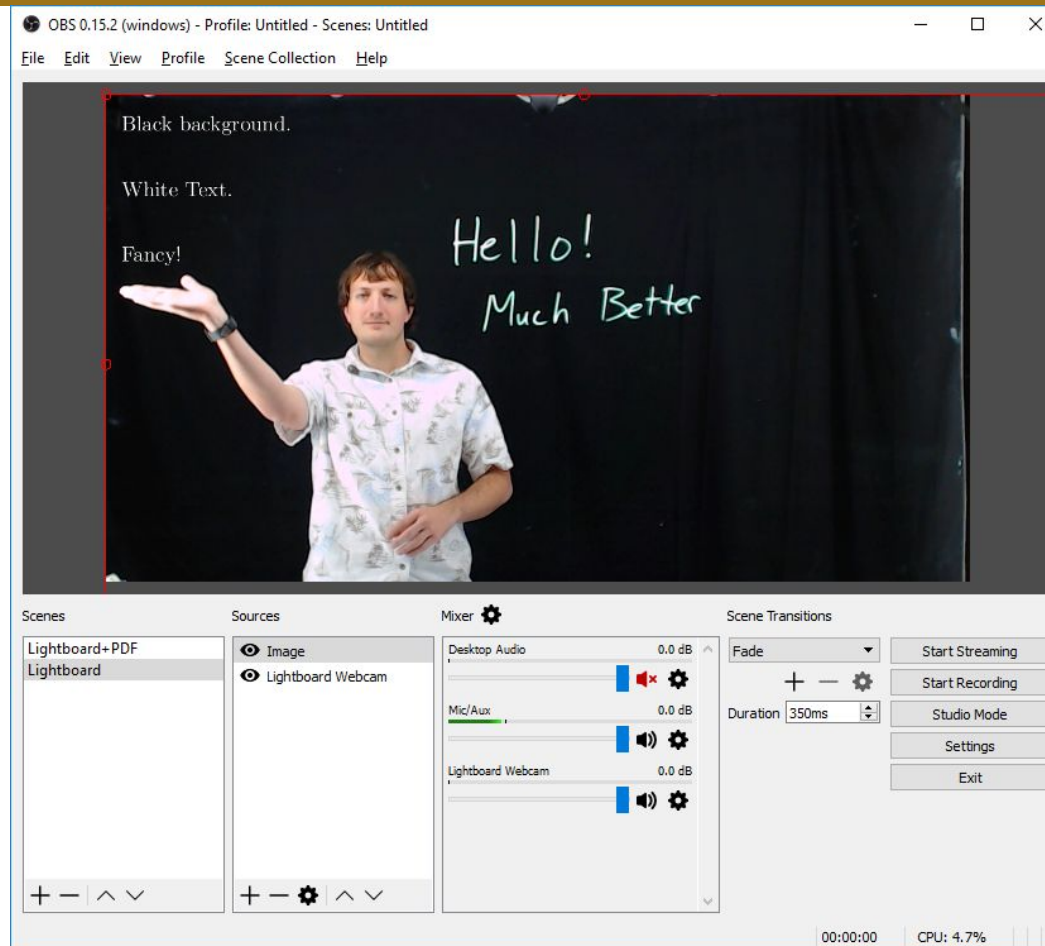 OBS 0.15.2 (windows) - Profile: Untitled - Scenes: Untitled
File Edit View Profile Scene Collection Help
Black background.
White Text.
Fancy!
Hello!
Much Better
Scenes
Lightboard+PDF
Lightboard
Sources
Image
Lightboard Webcam
Mixer
Desktop Audio 0.0 dB
Mic/Aux 0.0 dB
Lightboard Webcam 0.0 dB
Scene Transitions
Fade
Duration 350ms
Start Streaming
Start Recording
Studio Mode
Settings
Exit
00:00:00 CPU: 4.7%